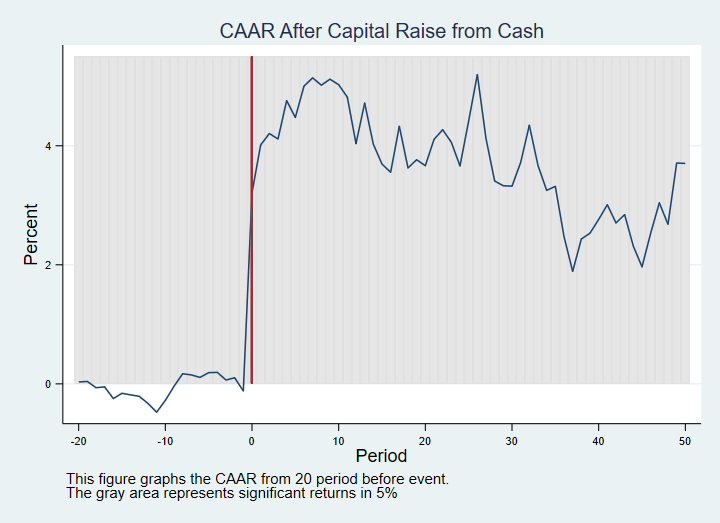 CAAR After Capital Raise from Cash
Percent
4
2
0
-20 -10 0 10 20 30 40 50
Period
This figure graphs the CAAR from 20 period before event.
The gray area represents significant returns in 5%